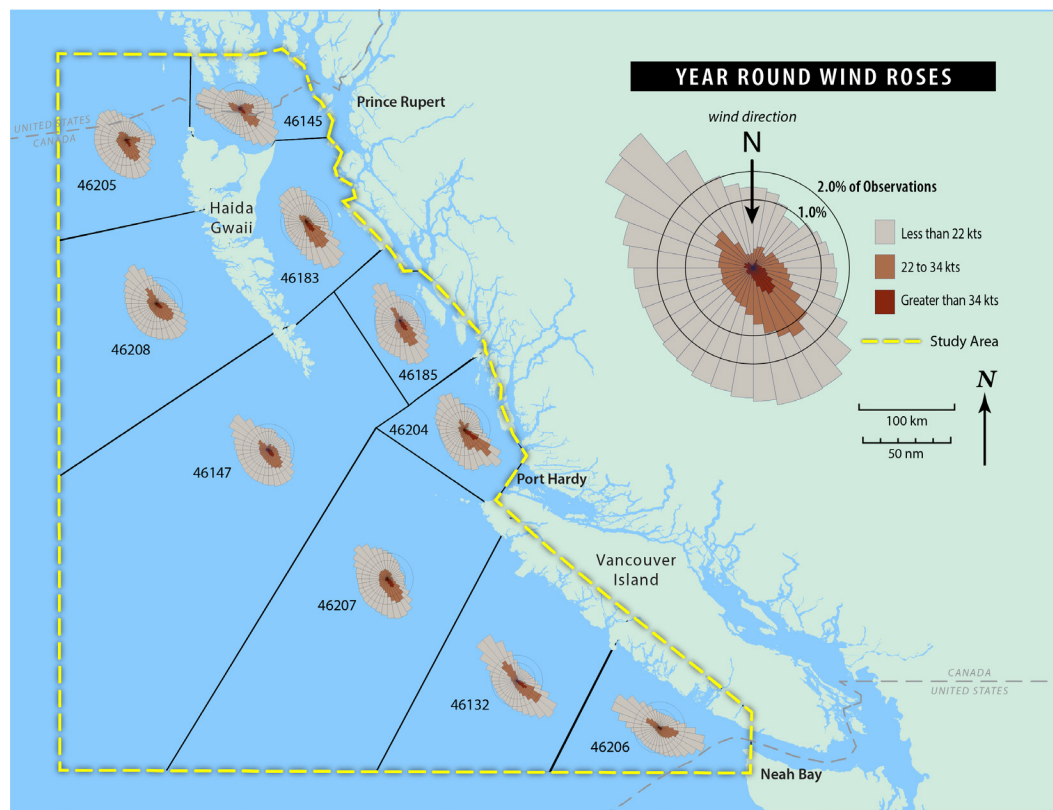 YEAR ROUND WIND ROSES
wind direction
N
2.0% of Observations
1.0%
Less than 22 kts
22 to 34 kts
Greater than 34 kts
Study Area
N
100 km
50 nm
Prince Rupert
46145
UNITED STATES
CANADA
46205
Haida
Gwaii
46183
46208
46185
46204
46147
Port Hardy
Vancouver
Island
46207
46132
CANADA
UNITED STATES
46206
Neah Bay